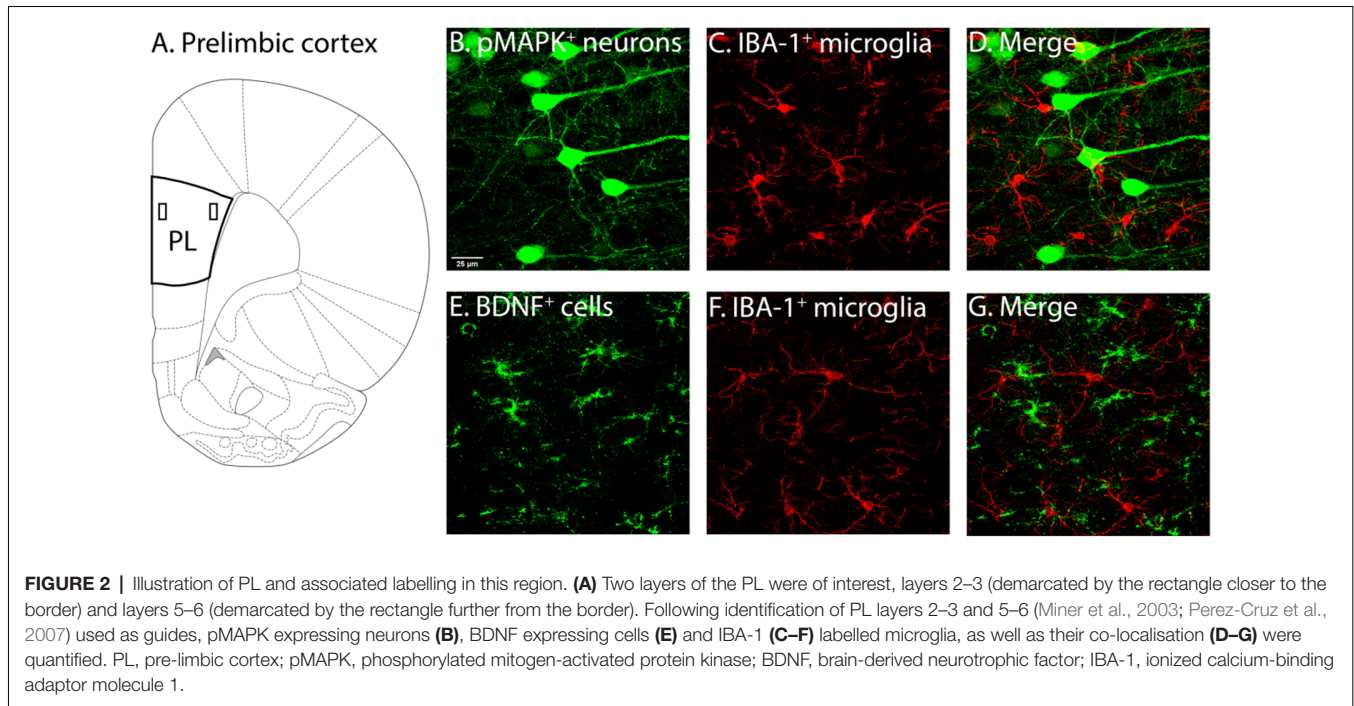 A. Prelimbic cortex
PL
B. pMAPK⁺ neurons
25 µm
C. IBA-1⁺ microglia
D. Merge
E. BDNF⁺ cells
F. IBA-1⁺ microglia
G. Merge
FIGURE 2 | Illustration of PL and associated labelling in this region. (A) Two layers of the PL were of interest, layers 2–3 (demarcated by the rectangle closer to the
border) and layers 5–6 (demarcated by the rectangle further from the border). Following identification of PL layers 2–3 and 5–6 (Miner et al., 2003; Perez-Cruz et al.,
2007) used as guides, pMAPK expressing neurons (B), BDNF expressing cells (E) and IBA-1 (C–F) labelled microglia, as well as their co-localisation (D–G) were
quantified. PL, pre-limbic cortex; pMAPK, phosphorylated mitogen-activated protein kinase; BDNF, brain-derived neurotrophic factor; IBA-1, ionized calcium-binding
adaptor molecule 1.